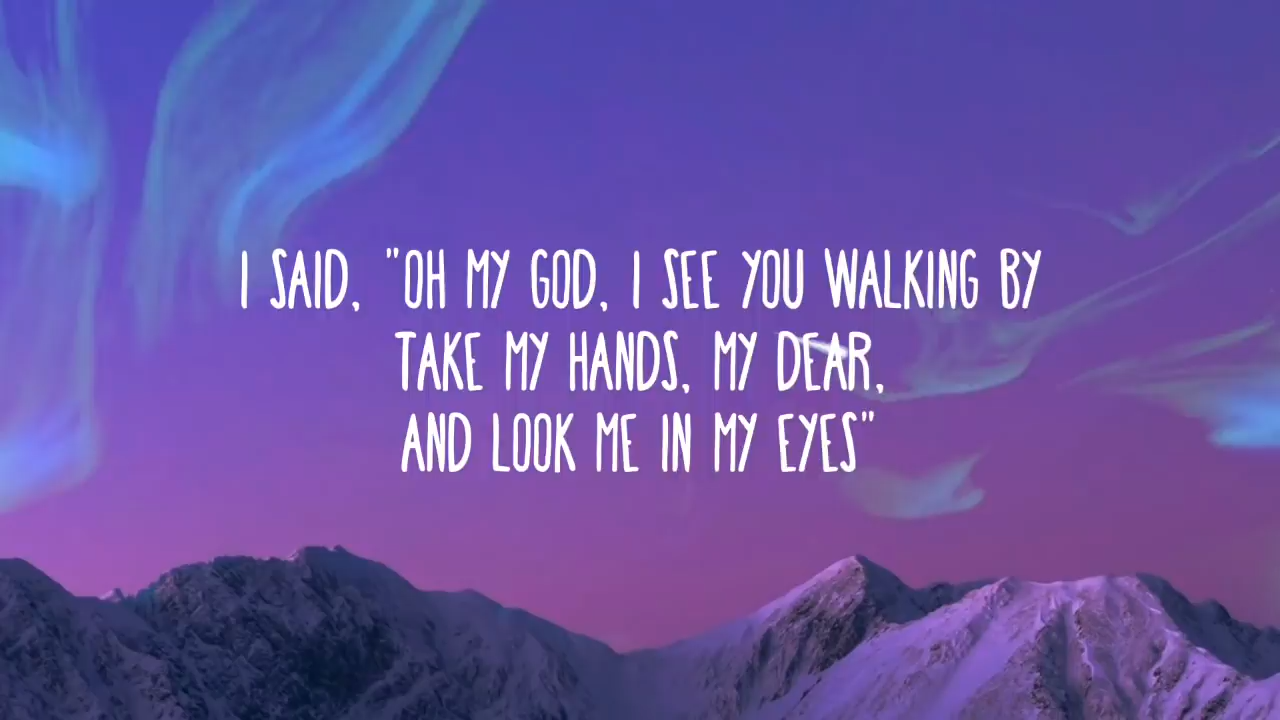 I SAID, "OH MY GOD, I SEE YOU WALKING BY
TAKE MY HANDS, MY DEAR,
AND LOOK ME IN MY EYES"